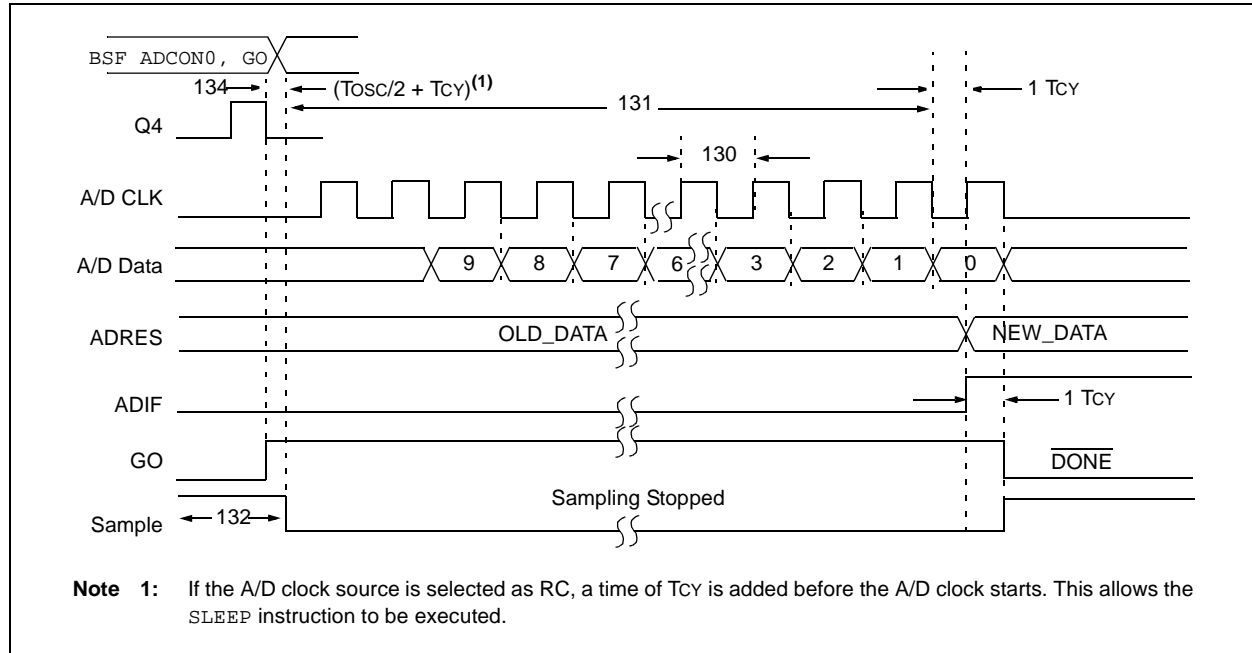 BSF ADCON0, GO
134
(TOSC/2 + TCY)(1)
1 TCY
131
Q4
130
A/D CLK
A/D Data
9 8 7 6 3 2 1 0
ADRES
OLD_DATA
NEW_DATA
ADIF
1 TCY
GO
DONE
Sampling Stopped
Sample
132
Note 1: If the A/D clock source is selected as RC, a time of TCY is added before the A/D clock starts. This allows the
SLEEP instruction to be executed.